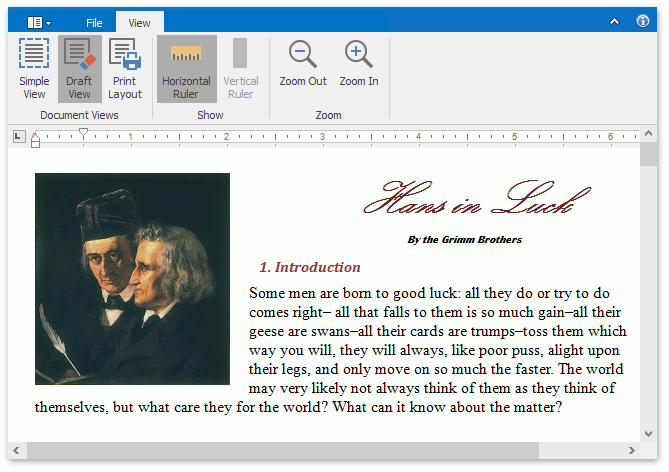 File View
Simple View Draft View Print Layout Horizontal Ruler Vertical Ruler Zoom Out Zoom In
Document Views Show Zoom
L 1 2 3 4 5 6
Hans in Luck
By the Grimm Brothers
1. Introduction
Some men are born to good luck: all they do or try to do
comes right– all that falls to them is so much gain–all their
geese are swans–all their cards are trumps–toss them which
way you will, they will always, like poor puss, alight upon
their legs, and only move on so much the faster. The world
may very likely not always think of them as they think of
themselves, but what care they for the world? What can it know about the matter?